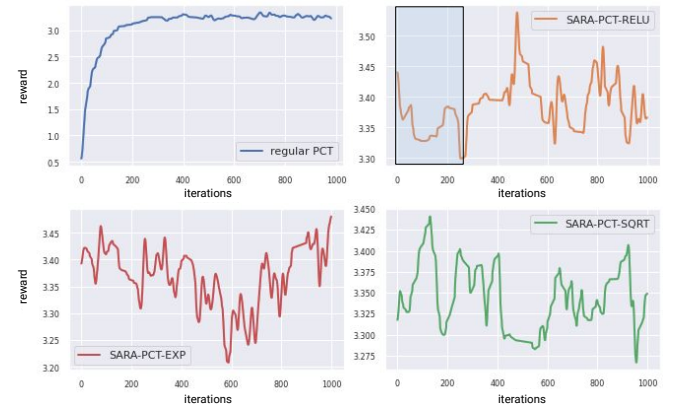 reward
3.0
2.5
2.0
1.5
1.0
0.5
regular PCT
0 200 400 600 800 1000
iterations
SARA-PCT-RELU
3.50
3.45
3.40
3.35
3.30
0 200 400 600 800 1000
iterations
reward
3.45
3.40
3.35
3.30
3.25
3.20
SARA-PCT-EXP
0 200 400 600 800 1000
iterations
3.450
SARA-PCT-SQRT
3.425
3.400
3.375
3.350
3.325
3.300
3.275
0 200 400 600 800 1000
iterations